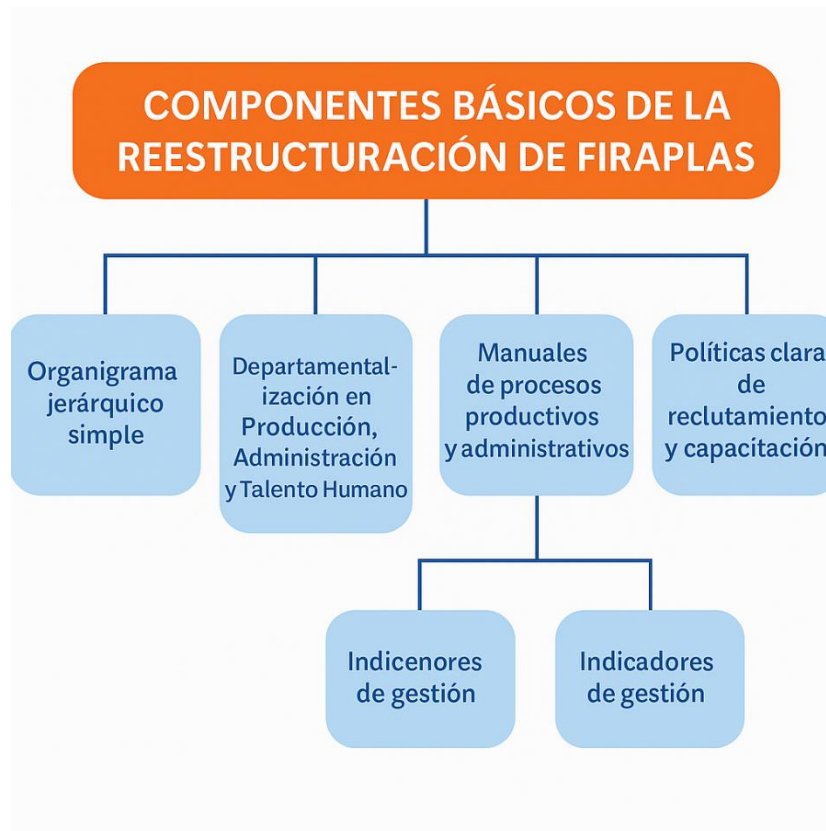 COMPONENTES BÁSICOS DE LA
REESTRUCTURACIÓN DE FIRAPLAS
Organigrama
jerárquico
simple
Departamental-
ización en
Producción,
Administración
y Talento Humano
Manuales
de procesos
productivos
y administrativos
Políticas clara
de
reclutamiento
y capacitación
Indicenores
de gestión
Indicadores
de gestión